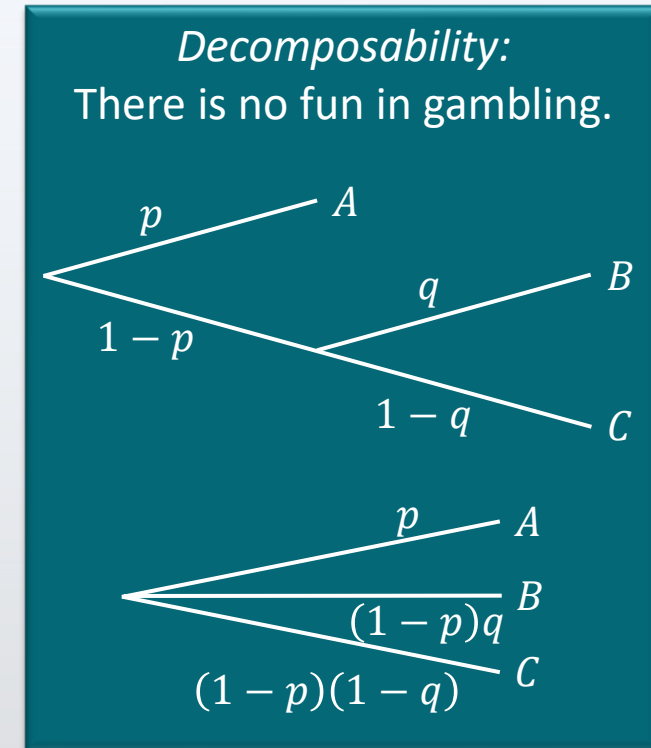 Decomposability:
There is no fun in gambling.
p
A
q
B
1 − p
1 − q
C
p
A
B
(1 − p)q
C
(1 − p)(1 − q)